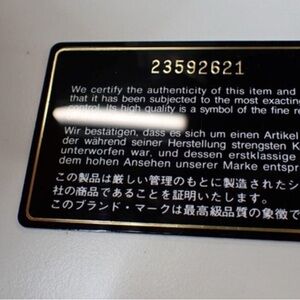 23592621
We certify the authenticity of this item and
that it has been subjected to the most exacting
control. Its high quality is a symbol of the fine re
Wir bestätigen, dass es sich um einen Artikel
der während seiner Herstellung strengsten K
unterworfen war, und dessen erstklassige
dem hohen Ansehen unserer Marke entspr
この製品は厳しい管理のもとに製造されたシ
社の商品であることを証明いたします。
このブランド・マークは最高級品質の象徴で